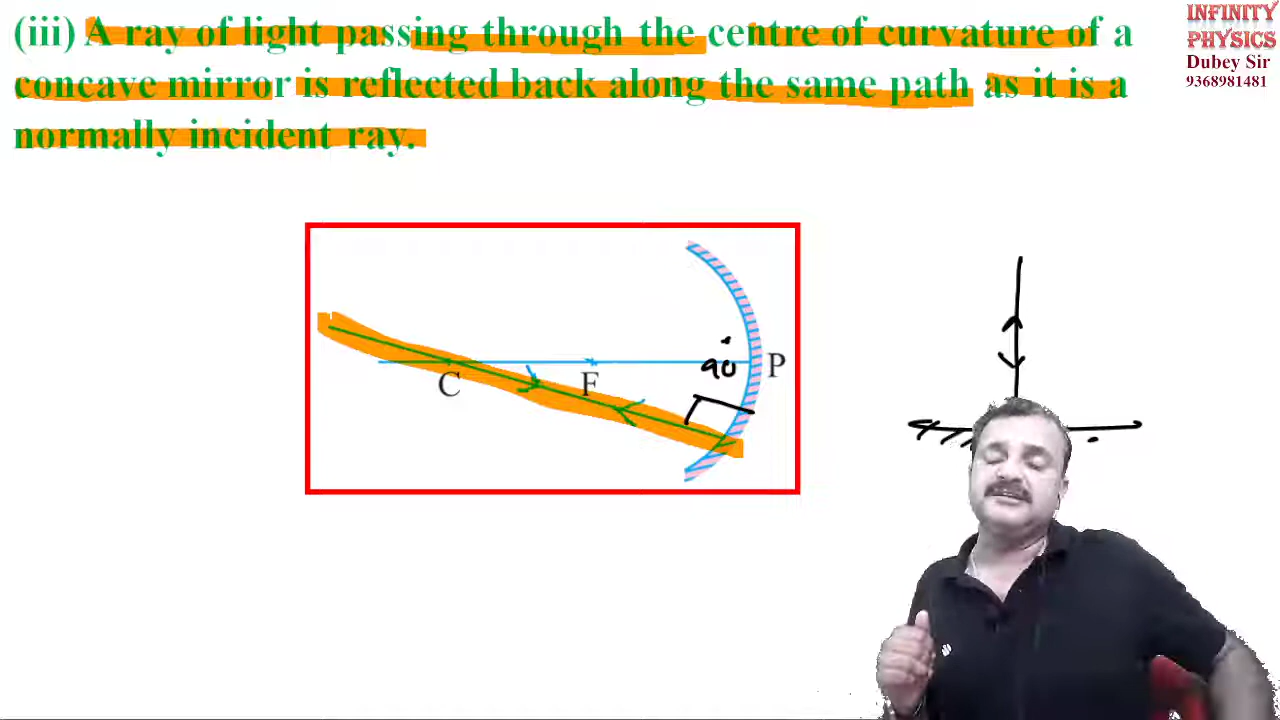 (iii) A ray of light passing through the centre of curvature of a
concave mirror is reflected back along the same path as it is a
normally incident ray.
INFINITY
PHYSICS
Dubey Sir
9368981481
90°
P
C
F